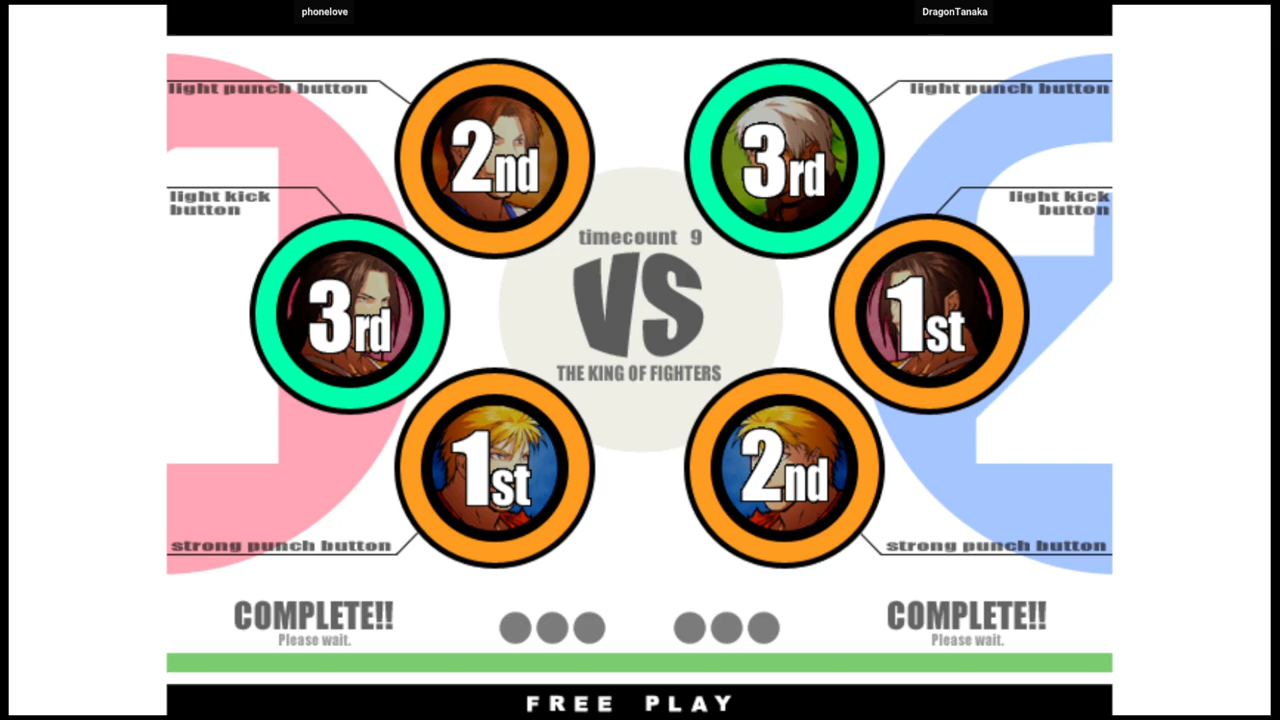 phonelove
DragonTanaka
light punch button
light punch button
2nd
3rd
light kick
button
light kick
button
timecount 9
VS
THE KING OF FIGHTERS
3rd
1st
1st
2nd
strong punch button
strong punch button
COMPLETE!!
Please wait.
COMPLETE!!
Please wait.
FREE PLAY